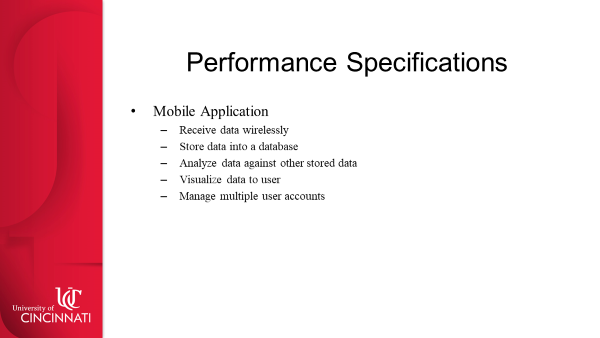 Performance Specifications
• Mobile Application
– Receive data wirelessly
– Store data into a database
– Analyze data against other stored data
– Visualize data to user
– Manage multiple user accounts
UC
University of
CINCINNATI